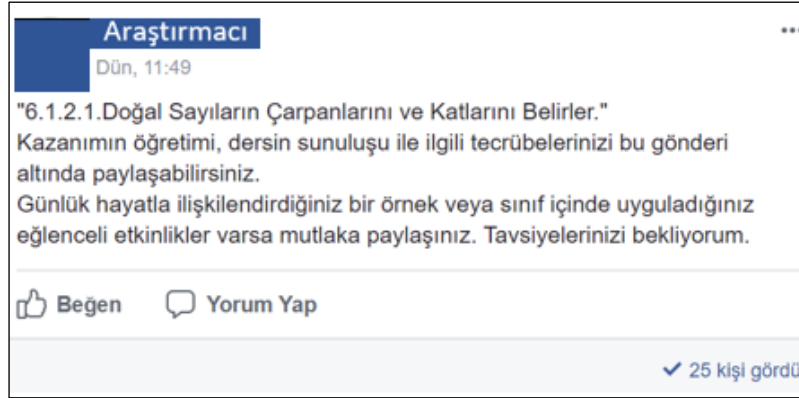 Araştırmacı
Dün, 11:49
"6.1.2.1.Doğal Sayıların Çarpanlarını ve Katlarını Belirler."
Kazanımın öğretimi, dersin sunuluşu ile ilgili tecrübelerinizi bu gönderi
altında paylaşabilirsiniz.
Günlük hayatla ilişkilendirdiğiniz bir örnek veya sınıf içinde uyguladığınız
eğlenceli etkinlikler varsa mutlaka paylaşınız. Tavsiyelerinizi bekliyorum.
Beğen Yorum Yap
25 kişi gördü